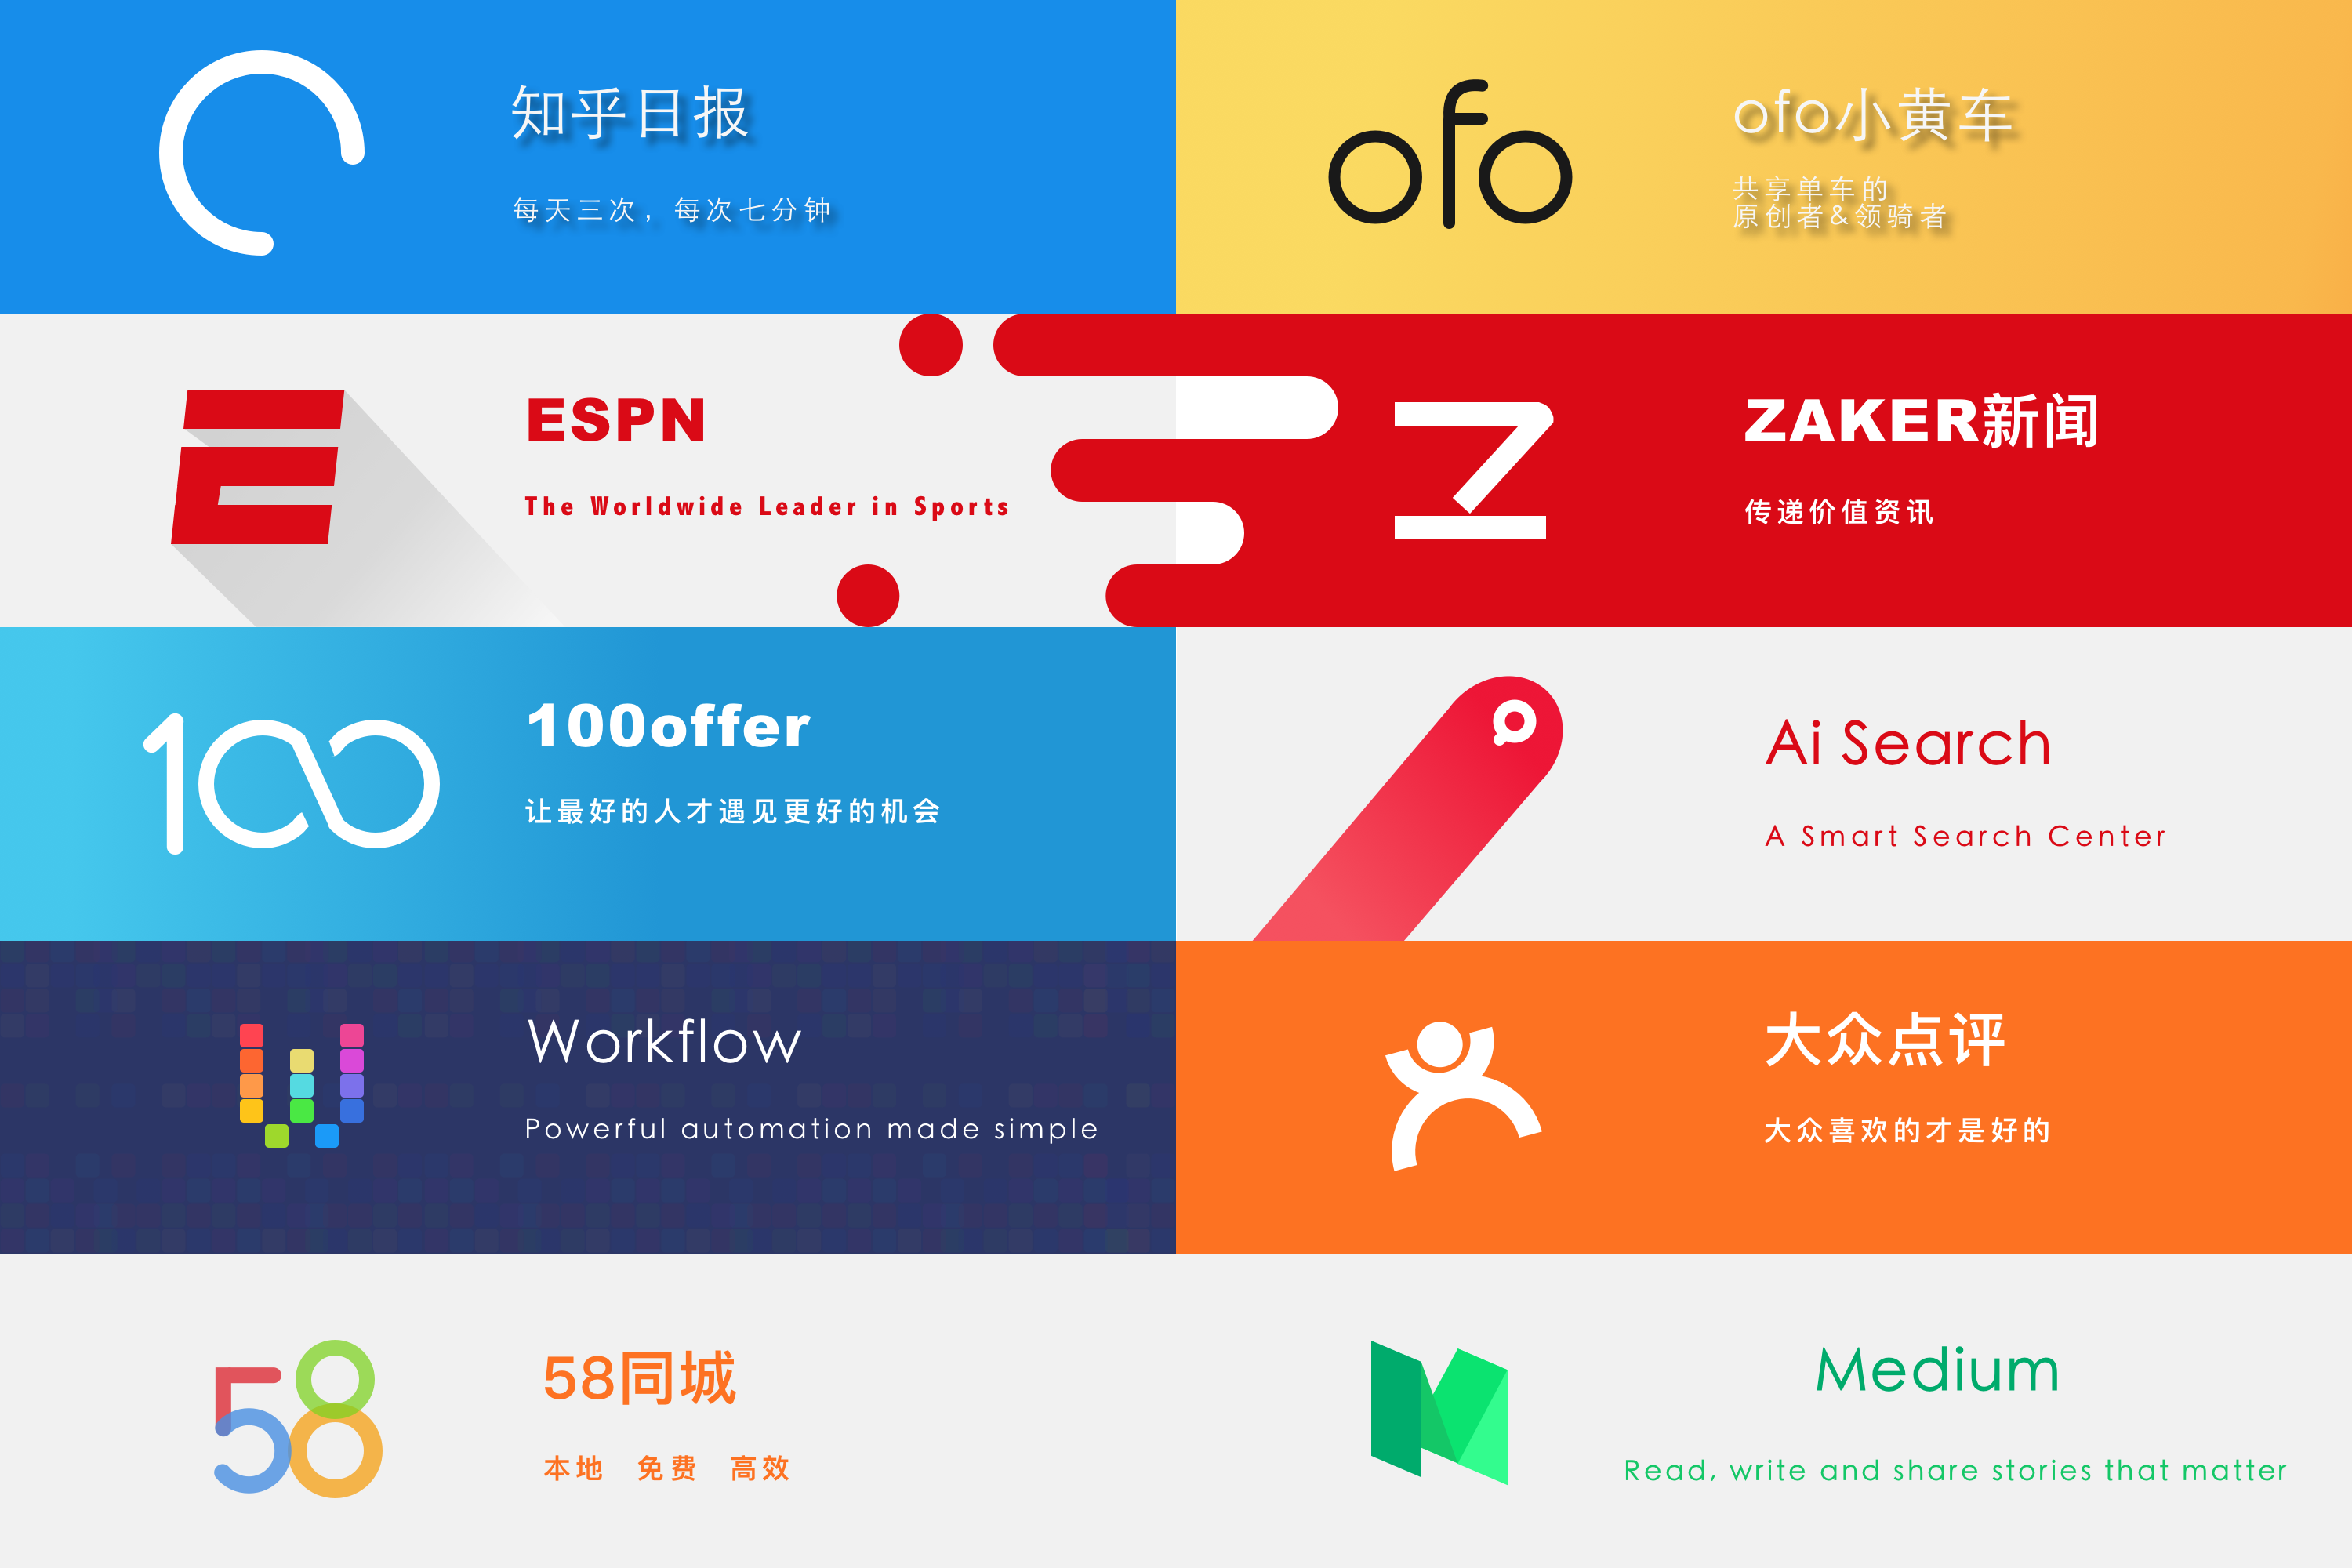 知乎日报
每天三次，每次七分钟
ofo
ofo小黄车
共享单车的
原创者&领骑者
E
ESPN
The Worldwide Leader in Sports
Z
ZAKER新闻
传递价值资讯
100
100offer
让最好的人才遇见更好的机会
Ai Search
A Smart Search Center
W
Workflow
Powerful automation made simple
大众点评
大众喜欢的才是好的
58
58同城
本地 免费 高效
M
Medium
Read, write and share stories that matter